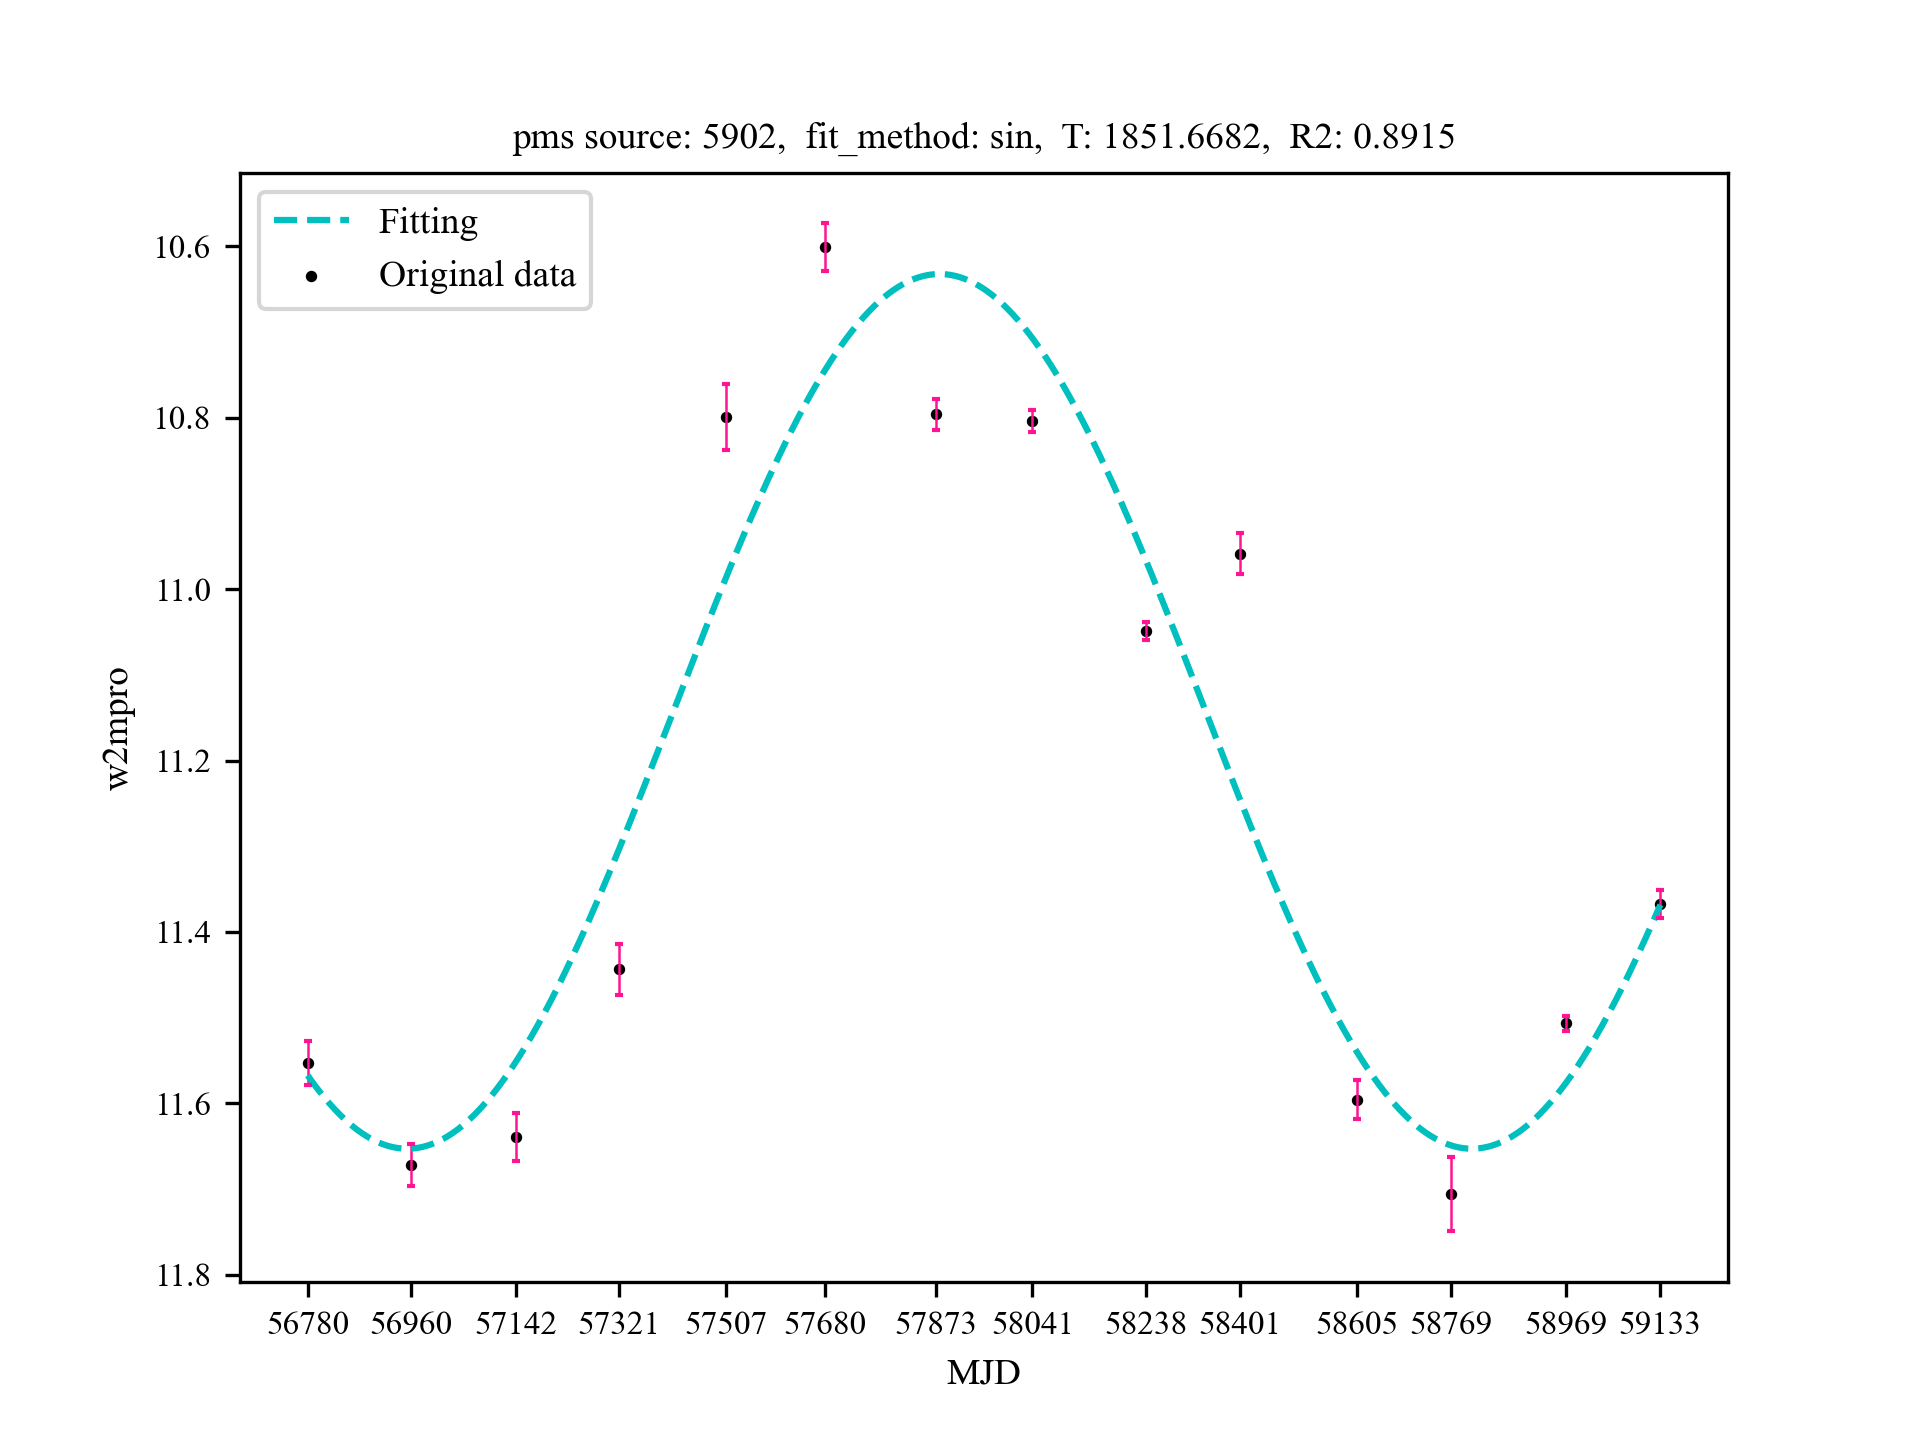 pms source: 5902, fit_method: sin, T: 1851.6682, R2: 0.8915
Fitting
Original data
10.6
10.8
11.0
11.2
11.4
11.6
11.8
w2mpro
56780 56960 57142 57321 57507 57680 57873 58041 58238 58401 58605 58769 58969 59133
MJD